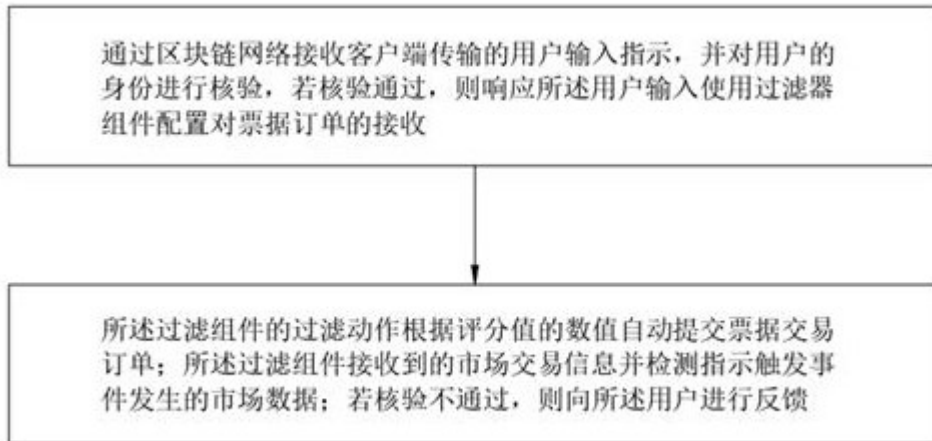 通过区块链网络接收客户端传输的用户输入指示，并对用户的
身份进行核验，若核验通过，则响应所述用户输入使用过滤器
组件配置对票据订单的接收
所述过滤组件的过滤动作根据评分值的数值自动提交票据交易
订单；所述过滤组件接收到的市场交易信息并检测指示触发事
件发生的市场数据；若核验不通过，则向所述用户进行反馈